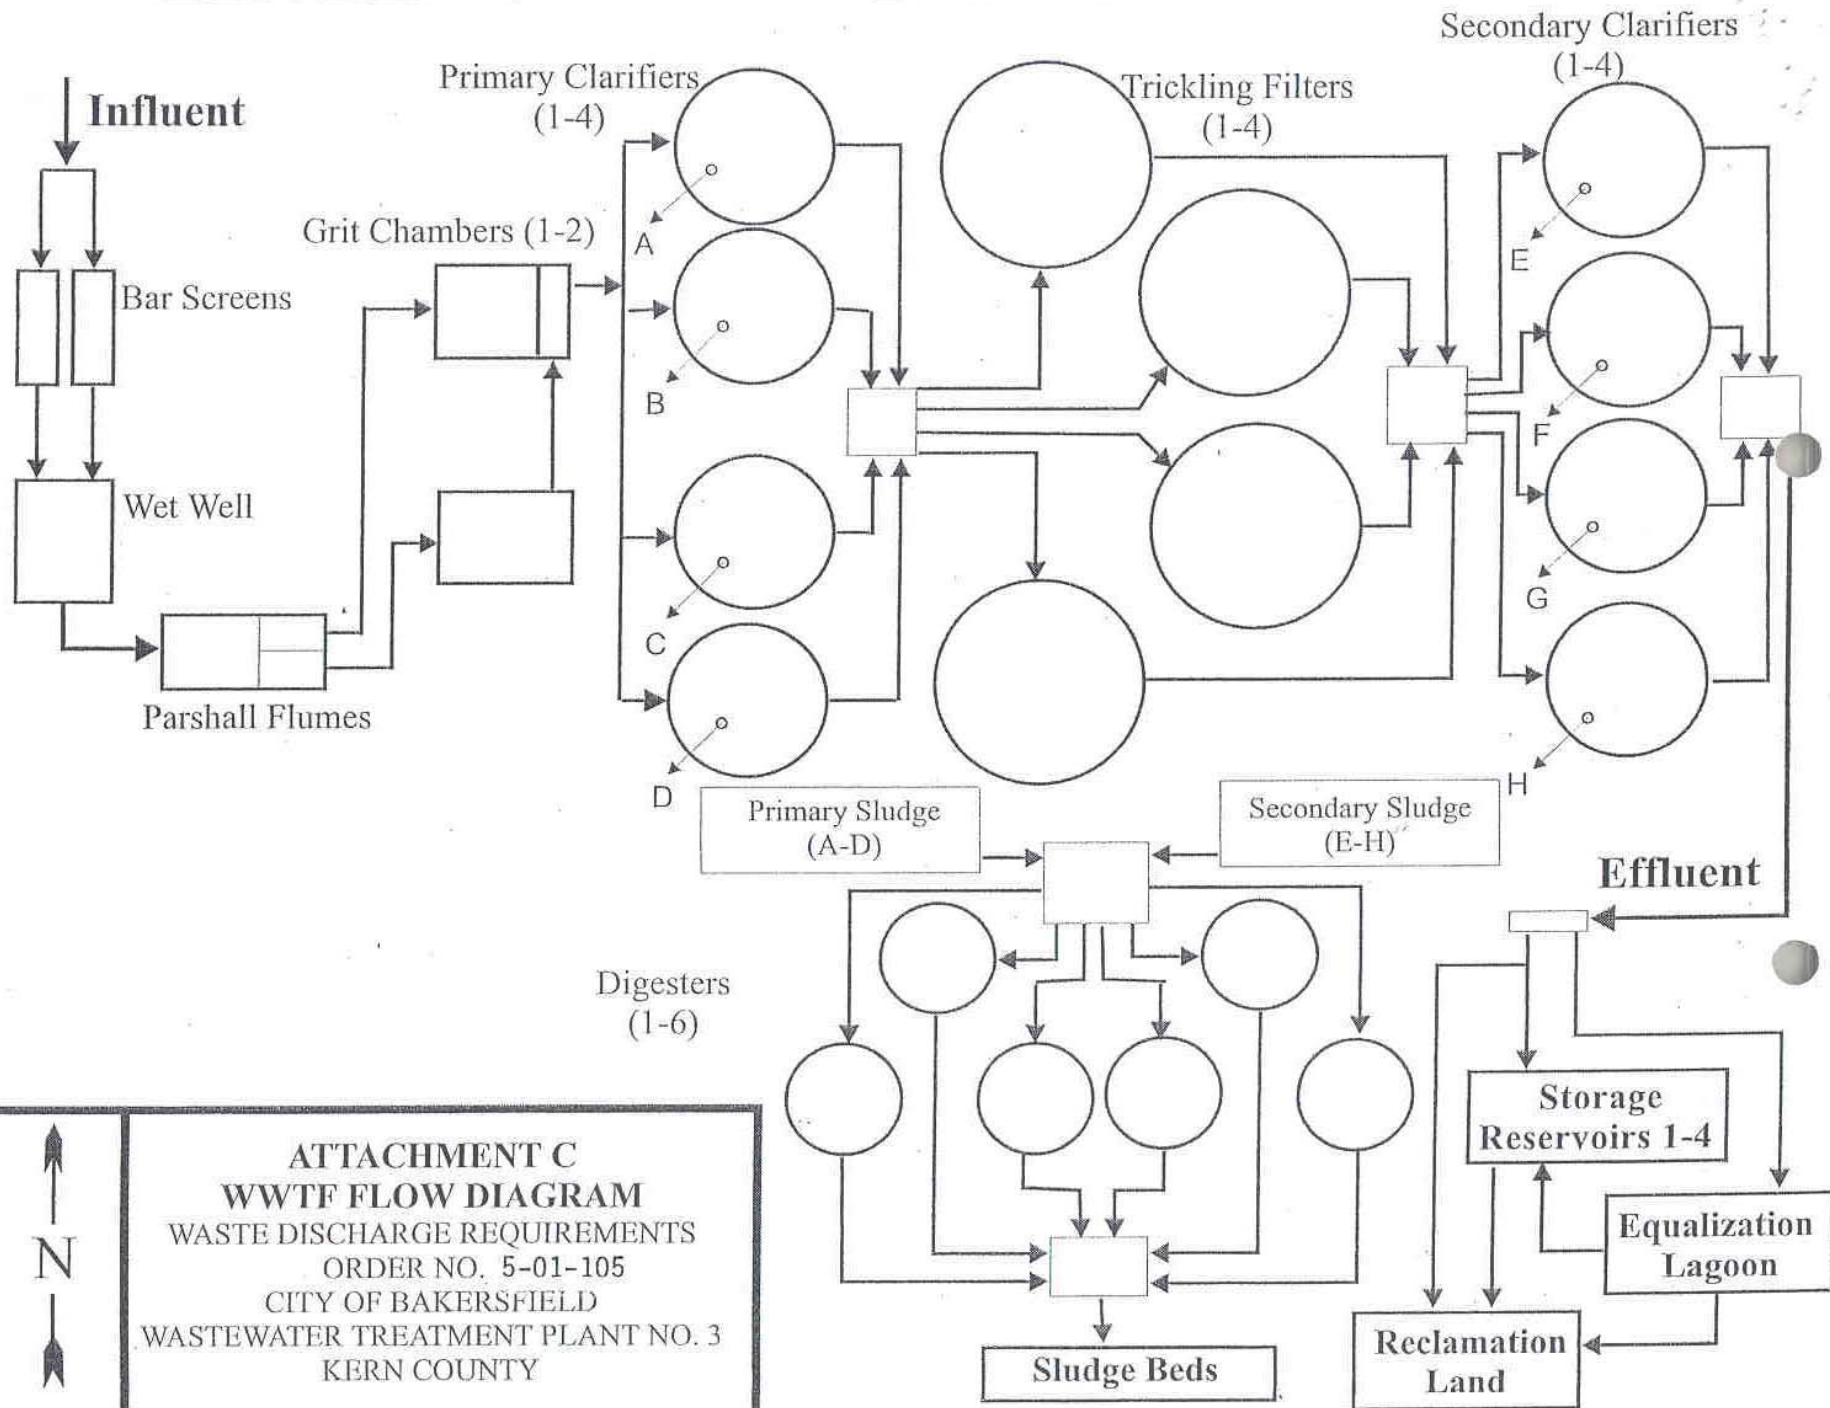 Influent
Bar Screens
Wet Well
Parshall Flumes
Grit Chambers (1-2)
Primary Clarifiers
(1-4)
A
B
C
D
Trickling Filters
(1-4)
Secondary Clarifiers
(1-4)
E
F
G
H
Primary Sludge
(A-D)
Secondary Sludge
(E-H)
Digesters
(1-6)
Sludge Beds
Effluent
Storage
Reservoirs 1-4
Equalization
Lagoon
Reclamation
Land
N
ATTACHMENT C
WWTF FLOW DIAGRAM
WASTE DISCHARGE REQUIREMENTS
ORDER NO. 5-01-105
CITY OF BAKERSFIELD
WASTEWATER TREATMENT PLANT NO. 3
KERN COUNTY